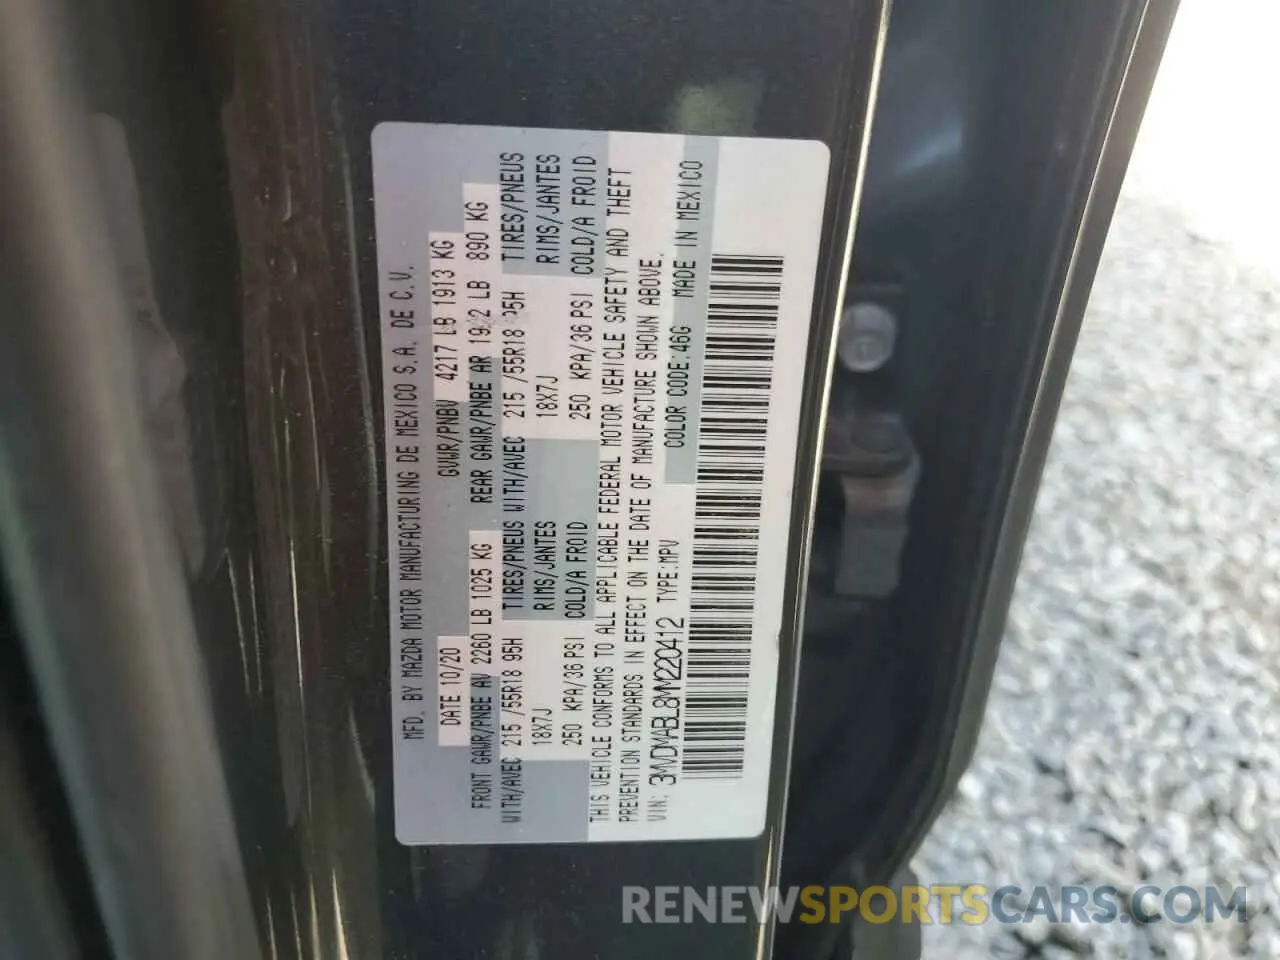 MFD. BY MAZDA MOTOR MANUFACTURING DE MEXICO S.A. DE C.V.
DATE 10/20 GVWR/PNBV 4217 LB 1913 KG
FRONT GAWR/PNBE AV 2260 LB 1025 KG REAR GAWR/PNBE AR LB 890 KG
WITH/AVEC 215 /55R18 95H TIRES/PNEUS WITH/AVEC 215 /55R18 95H TIRES/PNEUS
18X7J RIMS/JANTES 18X7J RIMS/JANTES
250 KPA/36 PSI COLD/A FROID 250 KPA/36 PSI COLD/A FROID
THIS VEHICLE CONFORMS TO ALL APPLICABLE FEDERAL MOTOR VEHICLE SAFETY AND THEFT
PREVENTION STANDARDS IN EFFECT ON THE DATE OF MANUFACTURE SHOWN ABOVE.
VIN: 3MVDMABL8MM220412 TYPE:MPV COLOR CODE:46G MADE IN MEXICO
RENEWSPORTSCARS.COM